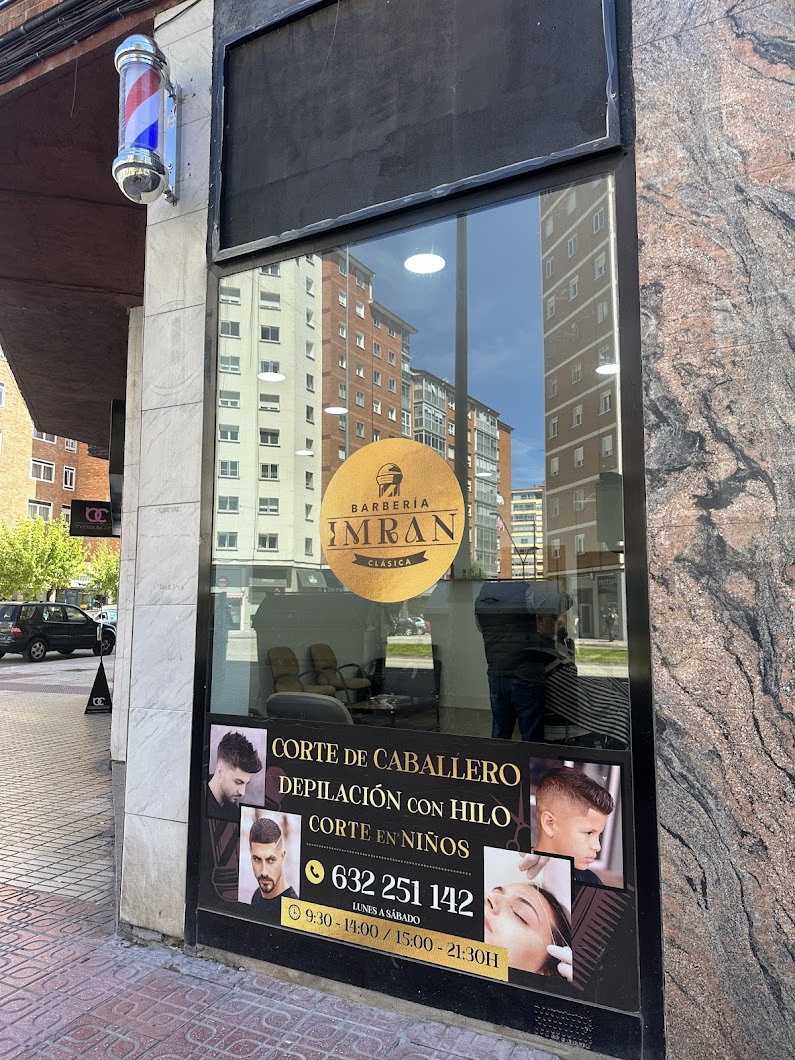 BARBERÍA
IMRAN
CLÁSICA
CORTE DE CABALLERO
DEPILACIÓN CON HILO
CORTE EN NIÑOS
632 251 142
LUNES A SÁBADO
9:30 - 14:00 / 15:00 - 21:30H